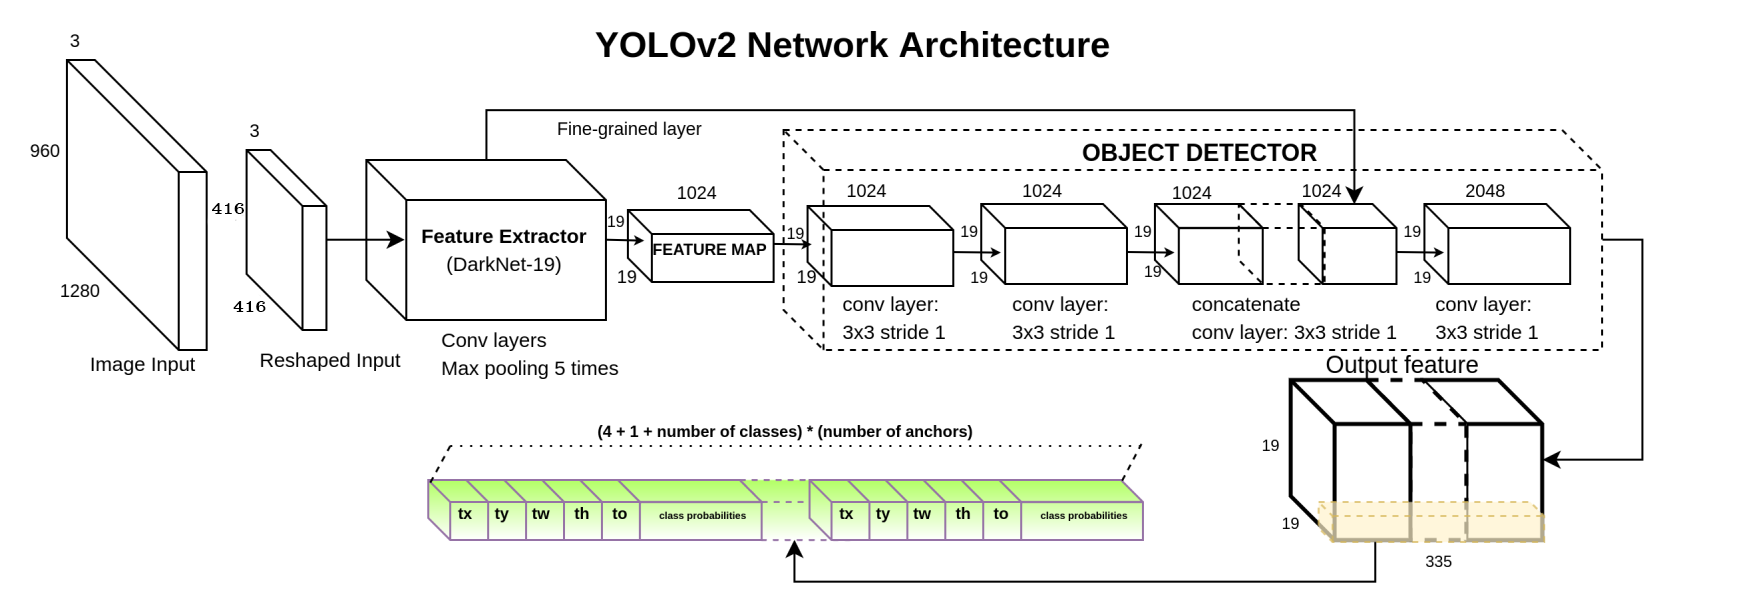 YOLOv2 Network Architecture
3
960
1280
Image Input
3
416
416
Reshaped Input
Feature Extractor
(DarkNet-19)
Conv layers
Max pooling 5 times
Fine-grained layer
1024
19
FEATURE MAP
19
OBJECT DETECTOR
1024
19
19
conv layer:
3x3 stride 1
1024
19
19
conv layer:
3x3 stride 1
1024
1024
19
19
concatenate
conv layer: 3x3 stride 1
2048
19
19
conv layer:
3x3 stride 1
Output feature
19
19
335
(4 + 1 + number of classes) * (number of anchors)
tx ty tw th to class probabilities tx ty tw th to class probabilities